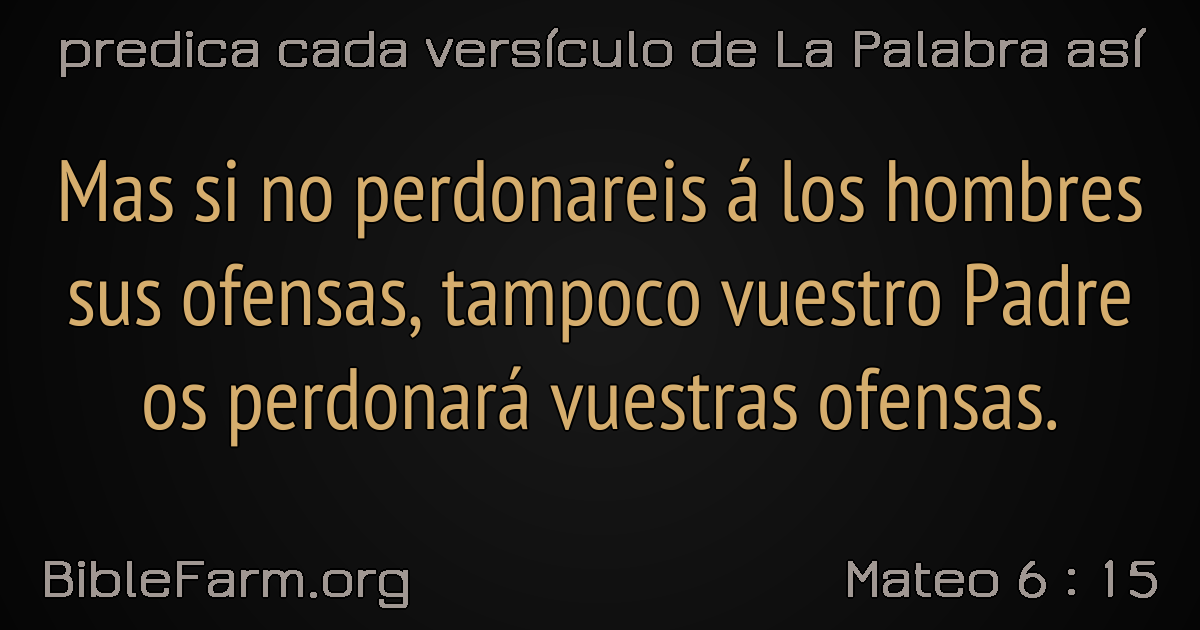 predica cada versículo de La Palabra así
Mas si no perdonareis á los hombres
sus ofensas, tampoco vuestro Padre
os perdonará vuestras ofensas.
BibleFarm.org
Mateo 6 : 15